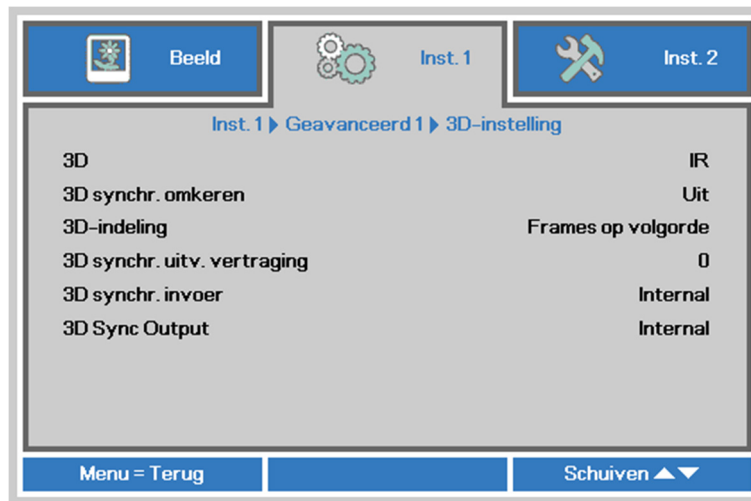 Beeld
Inst. 1
Inst. 2
Inst. 1 Geavanceerd 1 3D-instelling
3D IR
3D synchr. omkeren Uit
3D-indeling Frames op volgorde
3D synchr. uitv. vertraging 0
3D synchr. invoer Internal
3D Sync Output Internal
Menu = Terug
Schuiven